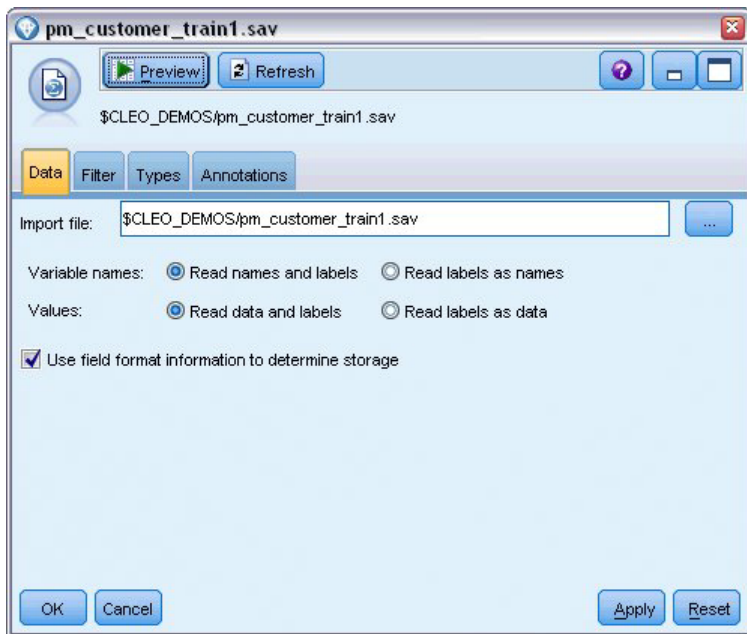 pm_customer_train1.sav
Preview Refresh
$CLEO_DEMOS/pm_customer_train1.sav
Data Filter Types Annotations
Import file: $CLEO_DEMOS/pm_customer_train1.sav ...
Variable names: Read names and labels Read labels as names
Values: Read data and labels Read labels as data
Use field format information to determine storage
OK Cancel Apply Reset